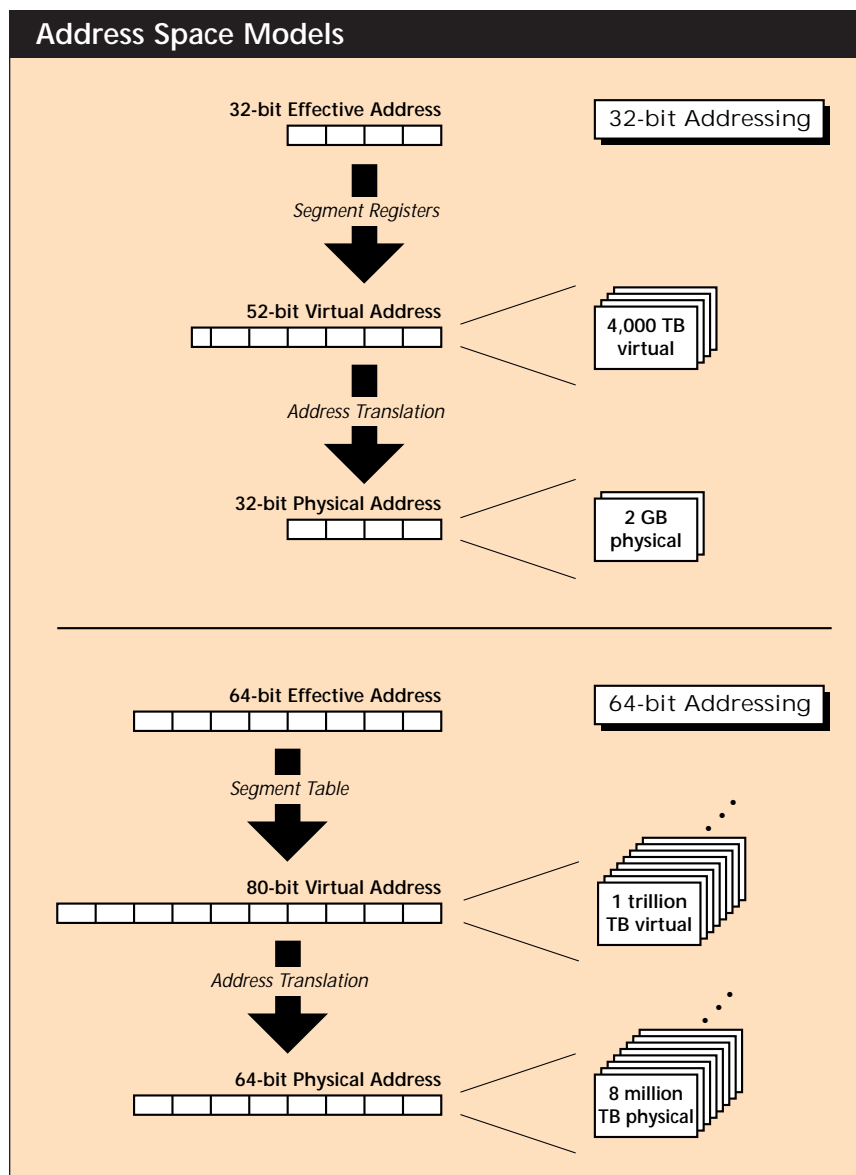 Address Space Models
32-bit Effective Address
32-bit Addressing
Segment Registers
52-bit Virtual Address
4,000 TB
virtual
Address Translation
32-bit Physical Address
2 GB
physical
64-bit Effective Address
64-bit Addressing
Segment Table
80-bit Virtual Address
1 trillion
TB virtual
Address Translation
64-bit Physical Address
8 million
TB physical